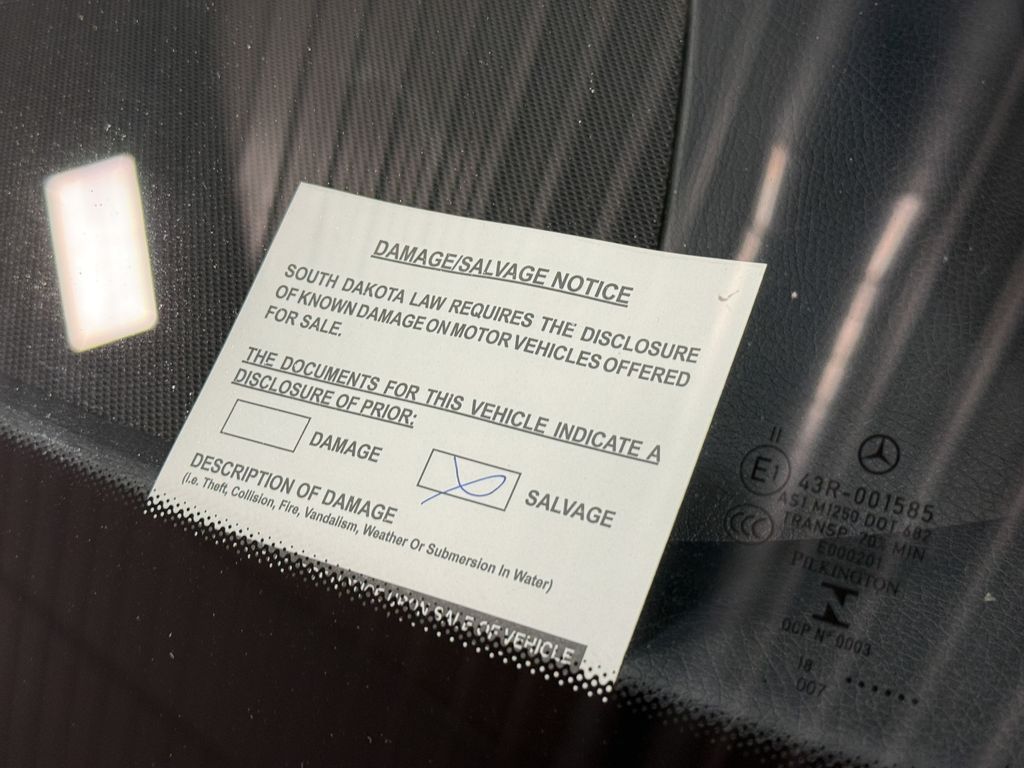 DAMAGE/SALVAGE NOTICE
SOUTH DAKOTA LAW REQUIRES THE DISCLOSURE
OF KNOWN DAMAGE ON MOTOR VEHICLES OFFERED
FOR SALE.
THE DOCUMENTS FOR THIS VEHICLE INDICATE A
DISCLOSURE OF PRIOR:
DAMAGE
SALVAGE
DESCRIPTION OF DAMAGE
(i.e. Theft, Collision, Fire, Vandalism, Weather Or Submersion In Water)
UPON SALE OF VEHICLE
II
E1
43R-001585
AS1 M1250 DOT 682
CCC
TRANSP. 70% MIN
E000201
PILKINGTON
OCP N° 0003
18
007